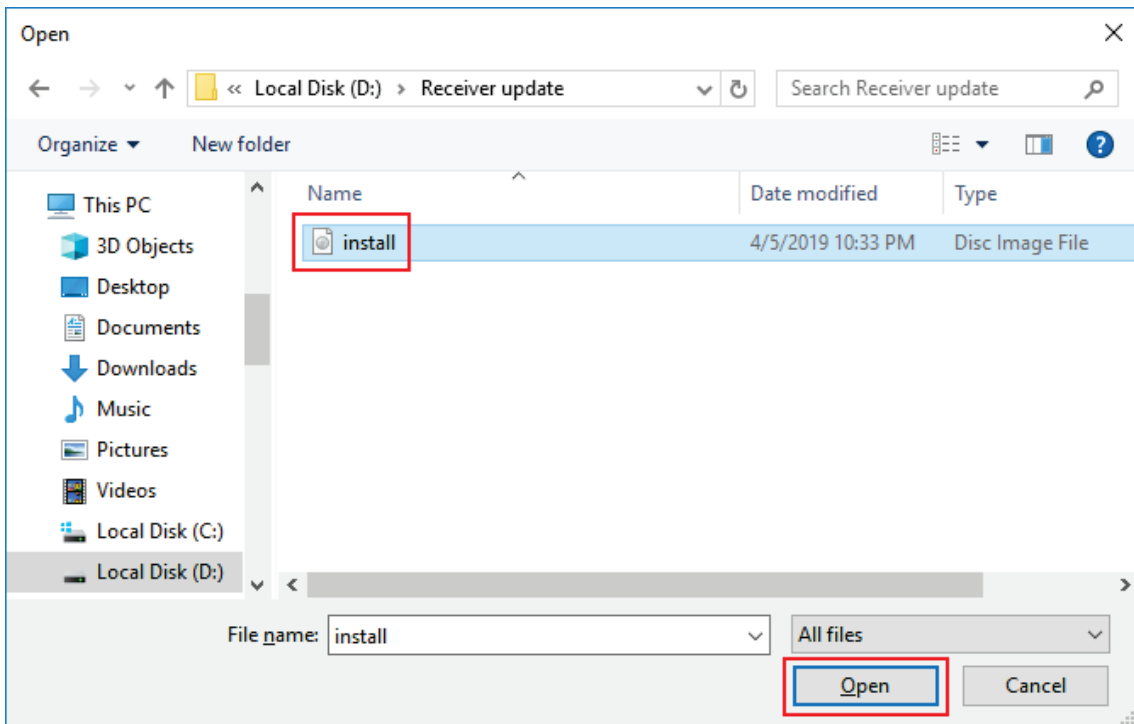 Open
« Local Disk (D:) > Receiver update
Search Receiver update
Organize
New folder
?
Name
Date modified
Type
This PC
install
4/5/2019 10:33 PM
Disc Image File
3D Objects
Desktop
Documents
Downloads
Music
Pictures
Videos
Local Disk (C:)
Local Disk (D:)
File name:
install
All files
Open
Cancel